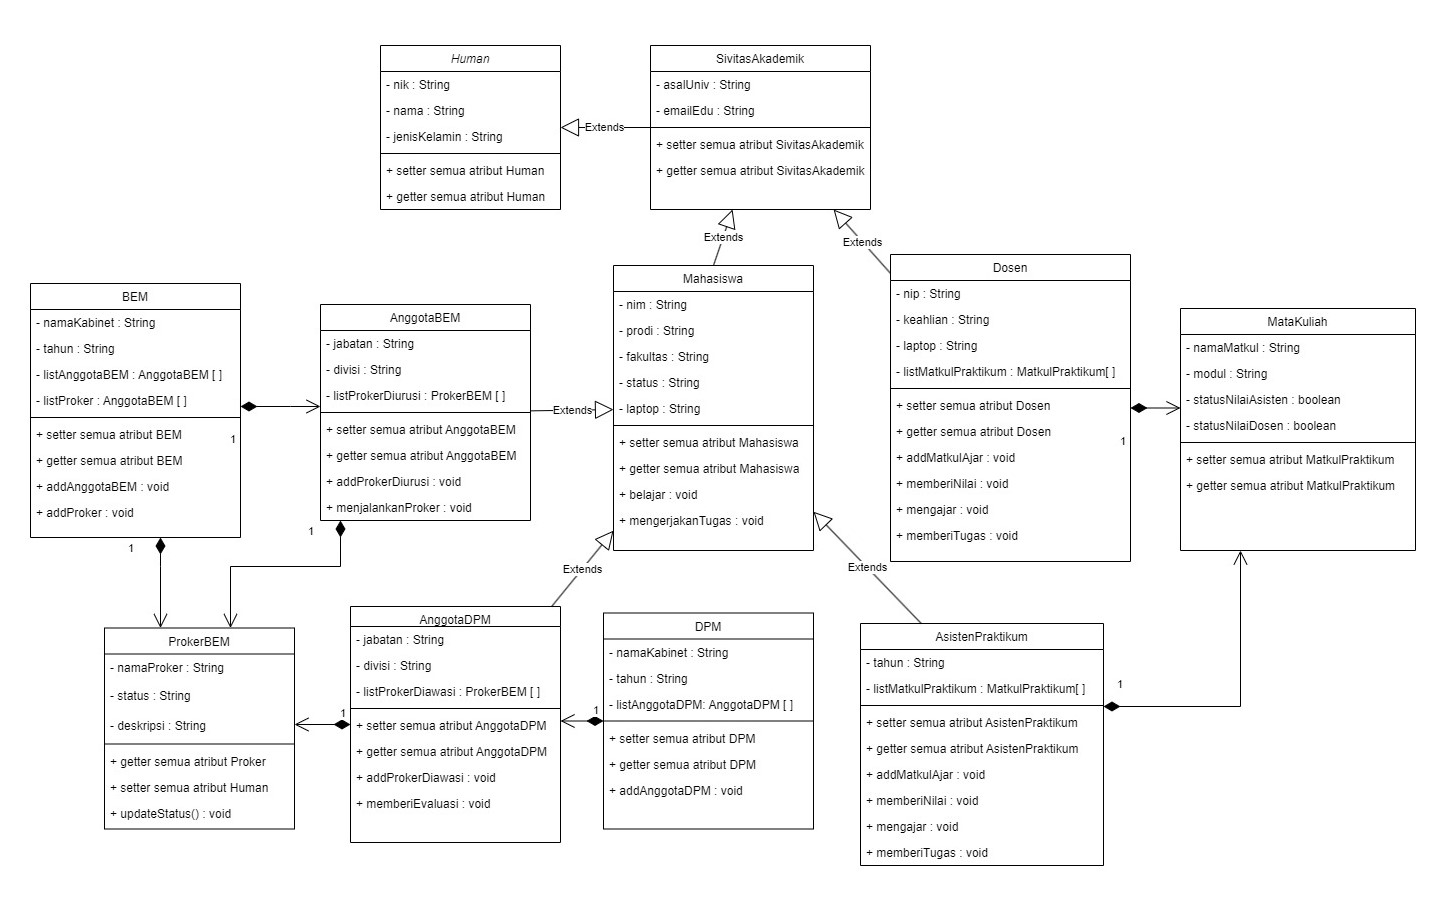 Human
- nik : String
- nama : String
- jenisKelamin : String
+ setter semua atribut Human
+ getter semua atribut Human
Extends
SivitasAkademik
- asalUniv : String
- emailEdu : String
+ setter semua atribut SivitasAkademik
+ getter semua atribut SivitasAkademik
Extends
Extends
BEM
- namaKabinet : String
- tahun : String
- listAnggotaBEM : AnggotaBEM [ ]
- listProker : AnggotaBEM [ ]
+ setter semua atribut BEM
+ getter semua atribut BEM
+ addAnggotaBEM : void
+ addProker : void
1
1
AnggotaBEM
- jabatan : String
- divisi : String
- listProkerDiurusi : ProkerBEM [ ]
+ setter semua atribut AnggotaBEM
+ getter semua atribut AnggotaBEM
+ addProkerDiurusi : void
+ menjalankanProker : void
1
Extends
Mahasiswa
- nim : String
- prodi : String
- fakultas : String
- status : String
- laptop : String
+ setter semua atribut Mahasiswa
+ getter semua atribut Mahasiswa
+ belajar : void
+ mengerjakanTugas : void
Extends
Extends
Dosen
- nip : String
- keahlian : String
- laptop : String
- listMatkulPraktikum : MatkulPraktikum[ ]
+ setter semua atribut Dosen
+ getter semua atribut Dosen
+ addMatkulAjar : void
+ memberiNilai : void
+ mengajar : void
+ memberiTugas : void
1
MataKuliah
- namaMatkul : String
- modul : String
- statusNilaiAsisten : boolean
- statusNilaiDosen : boolean
+ setter semua atribut MatkulPraktikum
+ getter semua atribut MatkulPraktikum
ProkerBEM
- namaProker : String
- status : String
- deskripsi : String
+ getter semua atribut Proker
+ setter semua atribut Human
+ updateStatus() : void
1
AnggotaDPM
- jabatan : String
- divisi : String
- listProkerDiawasi : ProkerBEM [ ]
+ setter semua atribut AnggotaDPM
+ getter semua atribut AnggotaDPM
+ addProkerDiawasi : void
+ memberiEvaluasi : void
1
DPM
- namaKabinet : String
- tahun : String
- listAnggotaDPM: AnggotaDPM [ ]
+ setter semua atribut DPM
+ getter semua atribut DPM
+ addAnggotaDPM : void
AsistenPraktikum
- tahun : String
- listMatkulPraktikum : MatkulPraktikum[ ]
+ setter semua atribut AsistenPraktikum
+ getter semua atribut AsistenPraktikum
+ addMatkulAjar : void
+ memberiNilai : void
+ mengajar : void
+ memberiTugas : void
1